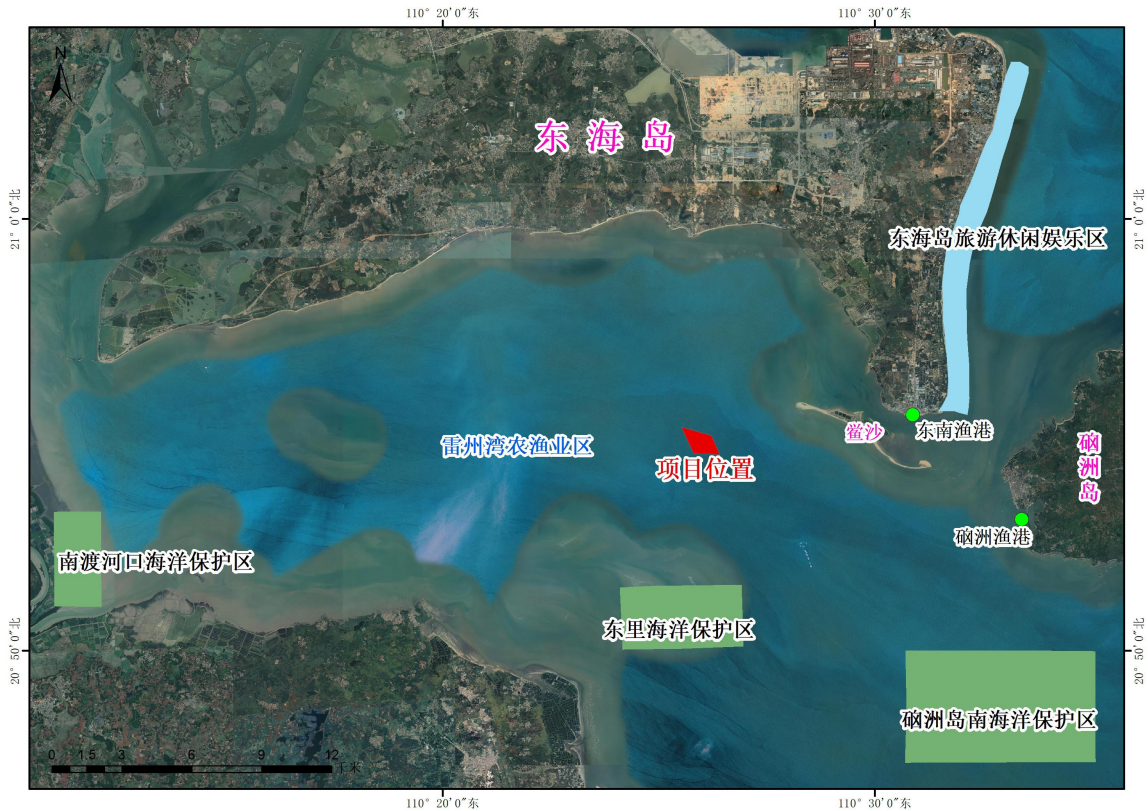 110° 20'0"东
110° 30'0"东
N
东海岛
21° 0'0"北
21° 0'0"北
东海岛旅游休闲娱乐区
雷州湾农渔业区
鲎沙
东南渔港
项目位置
硇洲岛
硇洲渔港
南渡河口海洋保护区
东里海洋保护区
20° 50'0"北
20° 50'0"北
硇洲岛南海洋保护区
0 1.5 3 6 9 12
千米
110° 20'0"东
110° 30'0"东